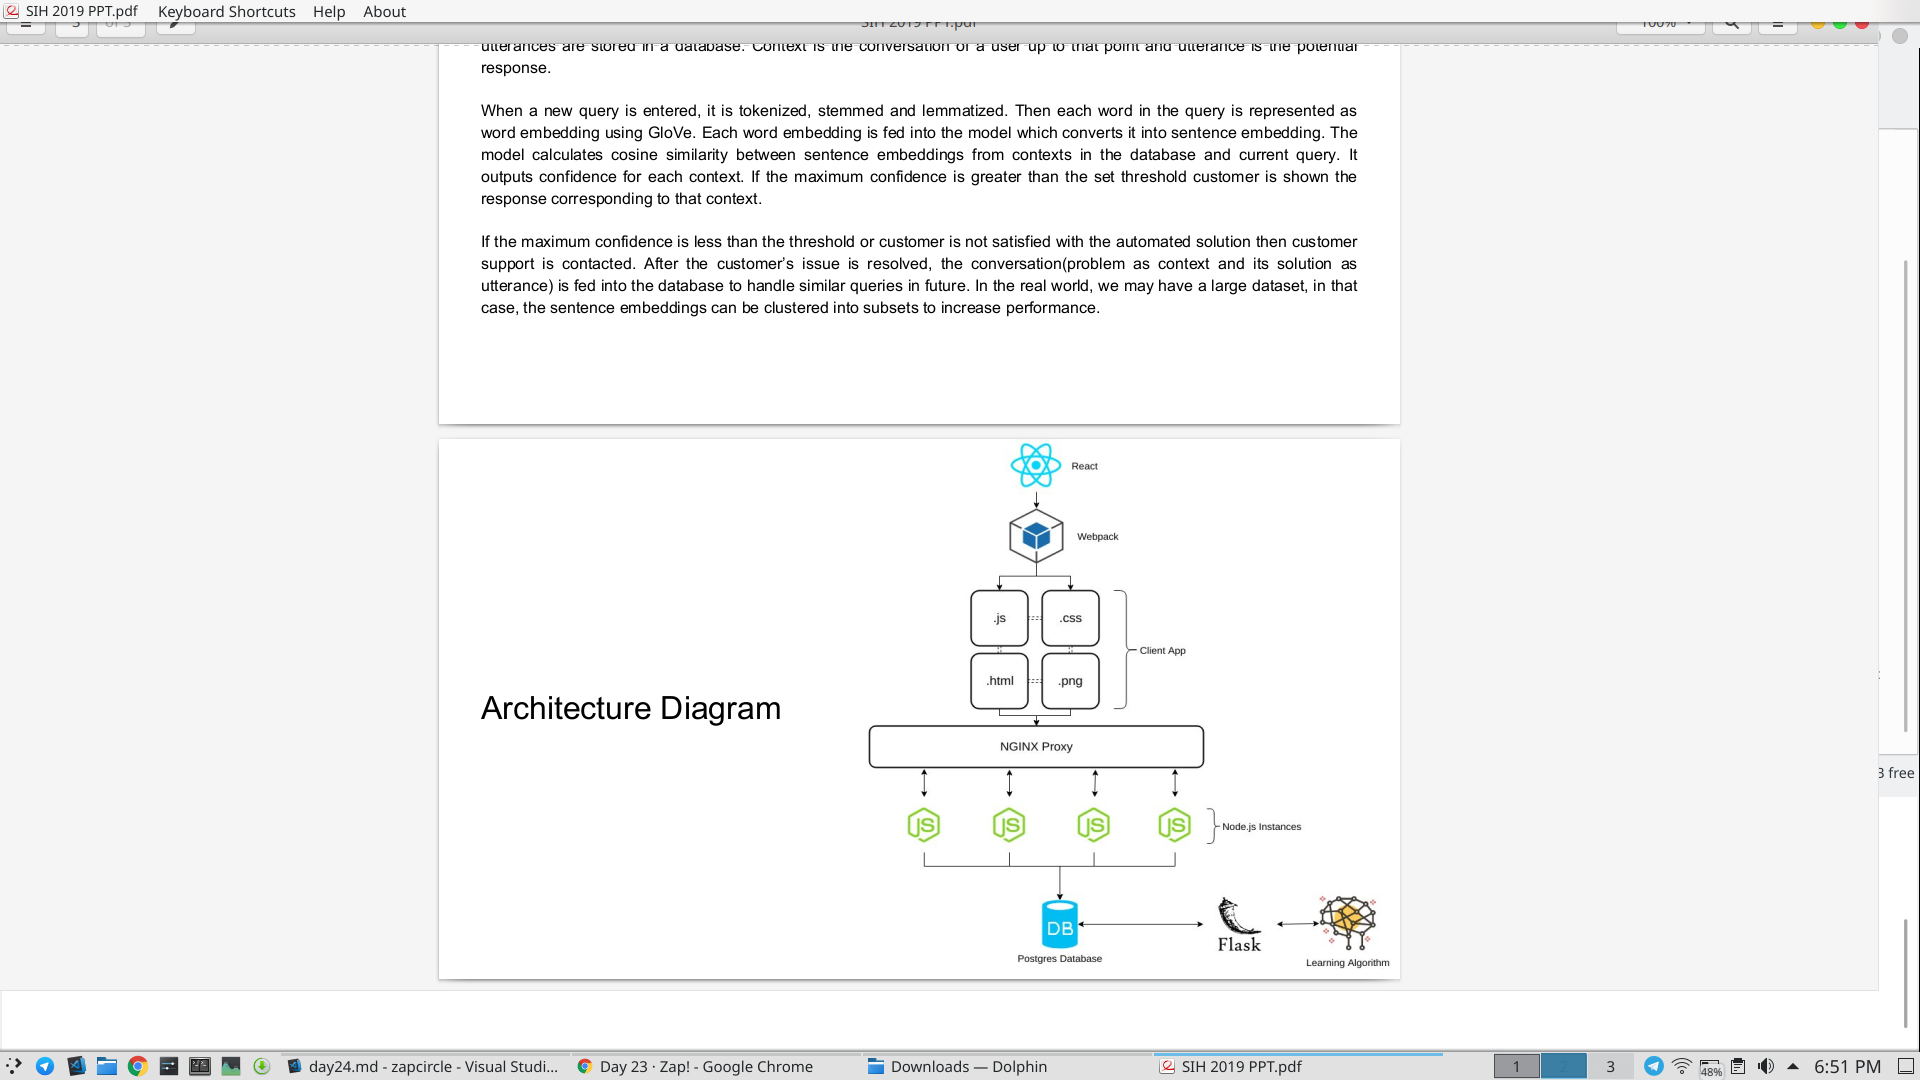 SIH 2019 PPT.pdf Keyboard Shortcuts Help About
SIH 2019 PPT.pdf
100%
utterances are stored in a database. Context is the conversation of a user up to that point and utterance is the potential
response.
When a new query is entered, it is tokenized, stemmed and lemmatized. Then each word in the query is represented as
word embedding using GloVe. Each word embedding is fed into the model which converts it into sentence embedding. The
model calculates cosine similarity between sentence embeddings from contexts in the database and current query. It
outputs confidence for each context. If the maximum confidence is greater than the set threshold customer is shown the
response corresponding to that context.
If the maximum confidence is less than the threshold or customer is not satisfied with the automated solution then customer
support is contacted. After the customer's issue is resolved, the conversation(problem as context and its solution as
utterance) is fed into the database to handle similar queries in future. In the real world, we may have a large dataset, in that
case, the sentence embeddings can be clustered into subsets to increase performance.
React
Webpack
.js .css
Client App
.html .png
Architecture Diagram
NGINX Proxy
free
JS JS JS JS
Node.js Instances
DB
Flask
Postgres Database
Learning Algorithm
day24.md - zapcircle - Visual Studi... Day 23 · Zap! - Google Chrome Downloads — Dolphin SIH 2019 PPT.pdf 1 2 3 48% 6:51 PM